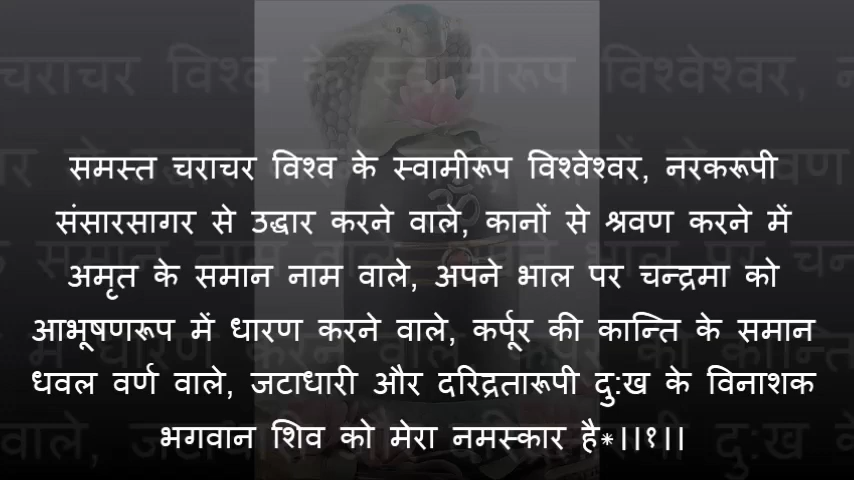 समस्त चराचर विश्व के स्वामीरूप विश्वेश्वर, नरकरूपी
संसारसागर से उद्धार करने वाले, कानों से श्रवण करने में
अमृत के समान नाम वाले, अपने भाल पर चन्द्रमा को
आभूषणरूप में धारण करने वाले, कर्पूर की कान्ति के समान
धवल वर्ण वाले, जटाधारी और दरिद्रतारूपी दु:ख के विनाशक
भगवान शिव को मेरा नमस्कार है*।।१।।